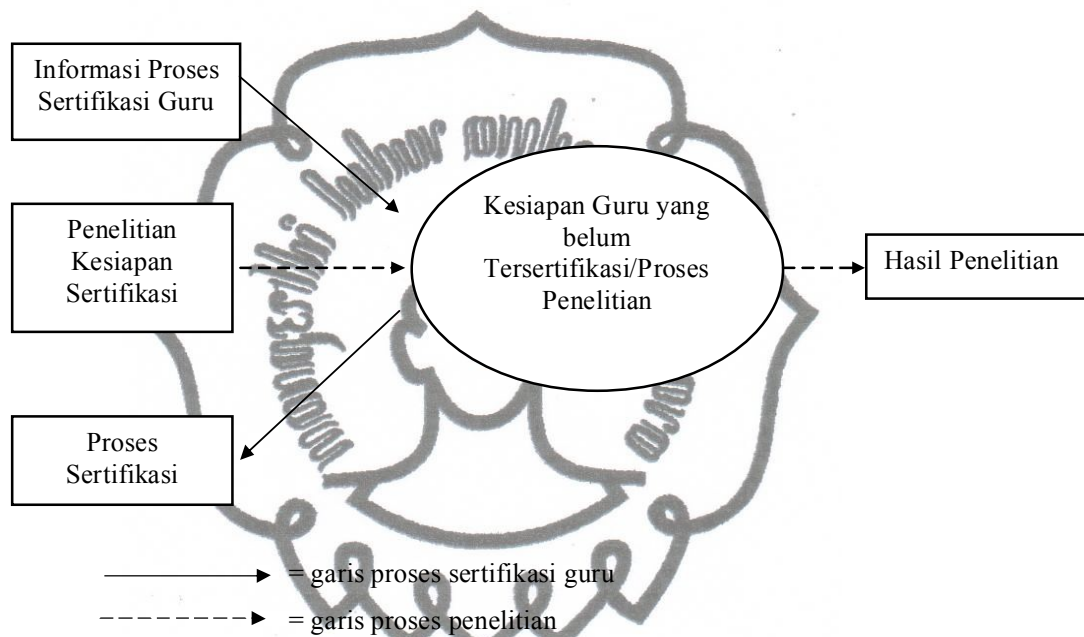 Informasi Proses
Sertifikasi Guru
Penelitian
Kesiapan
Sertifikasi
Kesiapan Guru yang
belum
Tersertifikasi/Proses
Penelitian
Hasil Penelitian
Proses
Sertifikasi
= garis proses sertifikasi guru
= garis proses penelitian